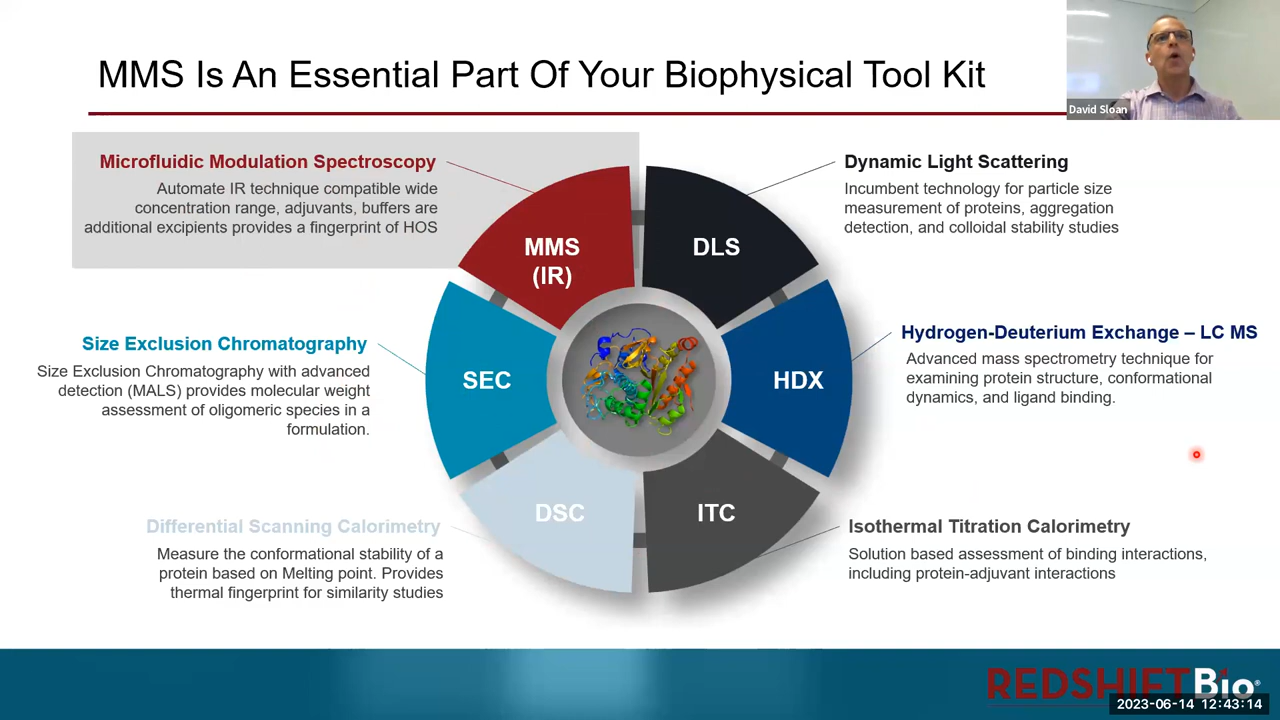 MMS Is An Essential Part Of Your Biophysical Tool Kit
David Sloan
Microfluidic Modulation Spectroscopy
Automate IR technique compatible wide
concentration range, adjuvants, buffers are
additional excipients provides a fingerprint of HOS
Dynamic Light Scattering
Incumbent technology for particle size
measurement of proteins, aggregation
detection, and colloidal stability studies
MMS
(IR)
DLS
Size Exclusion Chromatography
Size Exclusion Chromatography with advanced
detection (MALS) provides molecular weight
assessment of oligomeric species in a
formulation.
SEC
HDX
Hydrogen-Deuterium Exchange – LC MS
Advanced mass spectrometry technique for
examining protein structure, conformational
dynamics, and ligand binding.
DSC
ITC
Differential Scanning Calorimetry
Measure the conformational stability of a
protein based on Melting point. Provides
thermal fingerprint for similarity studies
Isothermal Titration Calorimetry
Solution based assessment of binding interactions,
including protein-adjuvant interactions
REDSHIFTBio®
2023-06-14 12:43:14